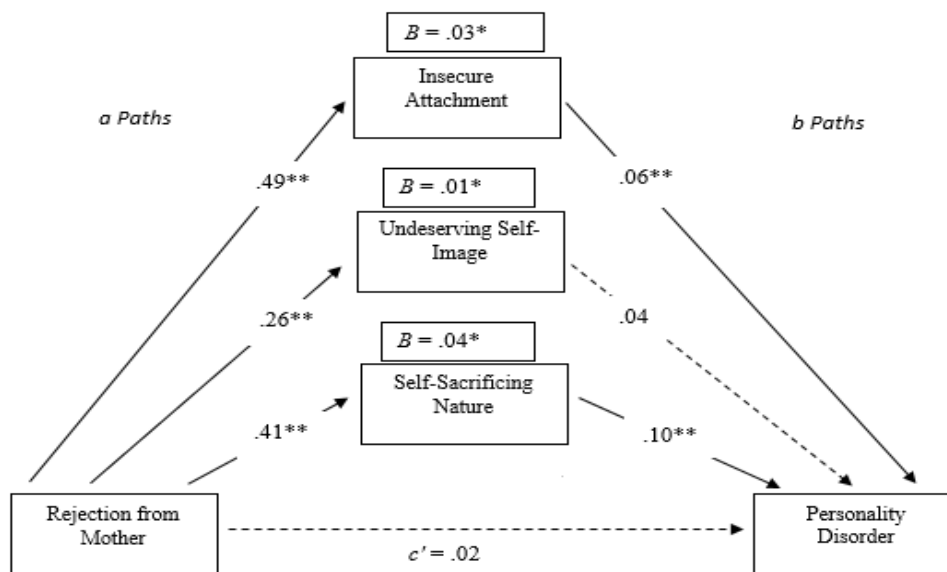 B = .03*
Insecure
Attachment
a Paths
b Paths
.49**
.06**
B = .01*
Undeserving Self-
Image
.26**
.04
B = .04*
Self-Sacrificing
Nature
.41**
.10**
Rejection from
Mother
Personality
Disorder
c' = .02